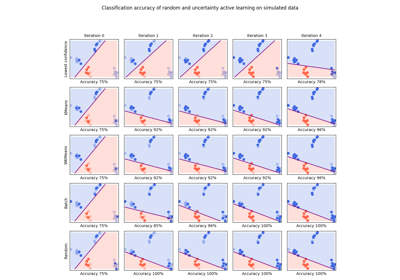 Classification accuracy of random and uncertainty active learning on simulated data
Iteration 0 Iteration 1 Iteration 2 Iteration 3 Iteration 4
Lowest confidence
Accuracy 75% Accuracy 75% Accuracy 75% Accuracy 75% Accuracy 78%
KMeans
Accuracy 75% Accuracy 92% Accuracy 92% Accuracy 92% Accuracy 96%
WKMeans
Accuracy 75% Accuracy 92% Accuracy 92% Accuracy 92% Accuracy 96%
Batch
Accuracy 75% Accuracy 85% Accuracy 96% Accuracy 100% Accuracy 100%
Random
Accuracy 75% Accuracy 100% Accuracy 100% Accuracy 100% Accuracy 100%